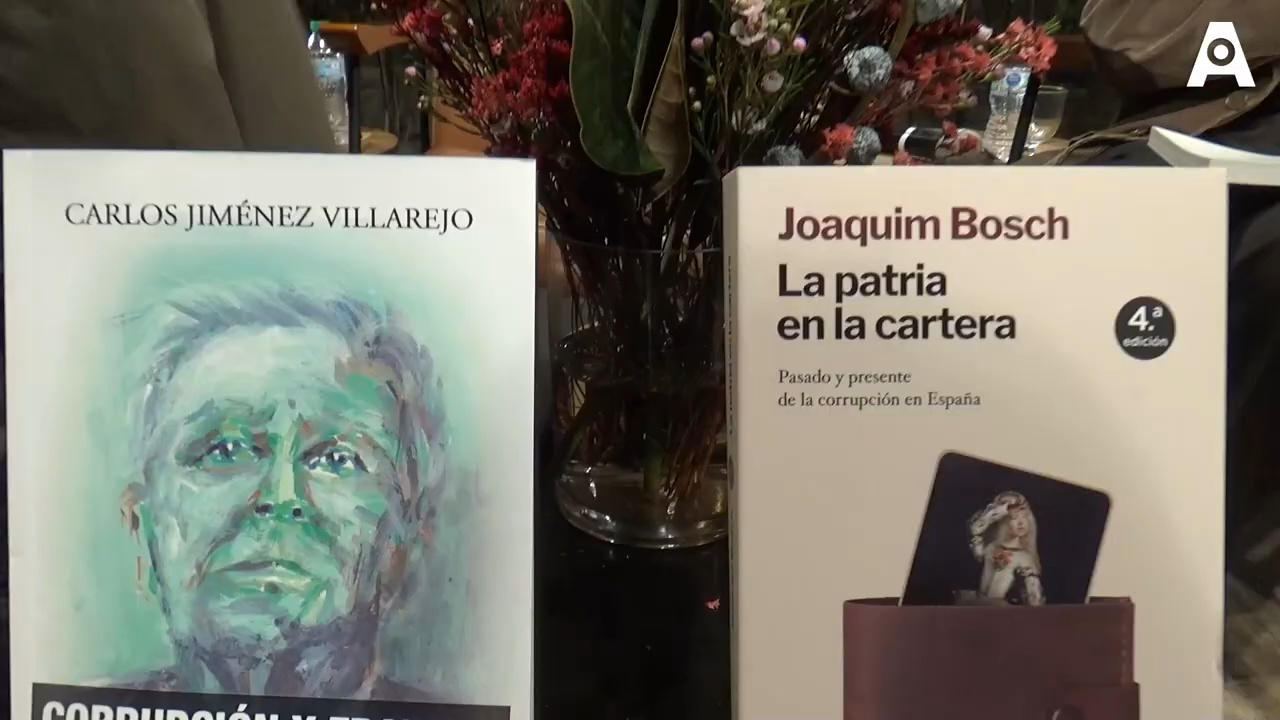 CARLOS JIMÉNEZ VILLAREJO
CORRUPCIÓN Y
Joaquim Bosch
La patria
en la cartera
4.ª
edición
Pasado y presente
de la corrupción en España